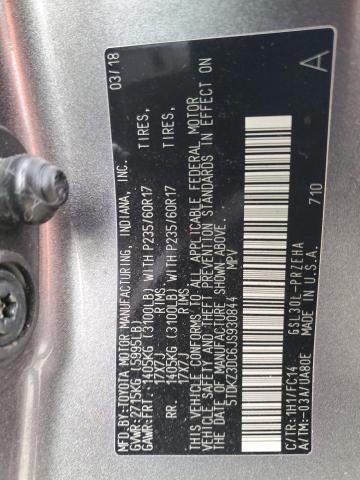 MFD.BY:TOYOTA MOTOR MANUFACTURING, INDIANA, INC. 03/18
GVWR:2715KG (5995LB)
GAWR:FRT. 1405KG (3100LB) WITH P235/60R17 TIRES,
17X7J RIMS
RR. 1405KG (3100LB) WITH P235/60R17 TIRES,
17X7J RIMS
THIS VEHICLE CONFORMS TO ALL APPLICABLE FEDERAL MOTOR
VEHICLE SAFETY AND THEFT PREVENTION STANDARDS IN EFFECT ON
THE DATE OF MANUFACTURE SHOWN ABOVE.
5TDKZ3DC6JS930844 MPV
710 A
C/TR:1H1/FC14 GSL30L-PRZEHA
A/TM:-03A/UA80E MADE IN U.S.A.